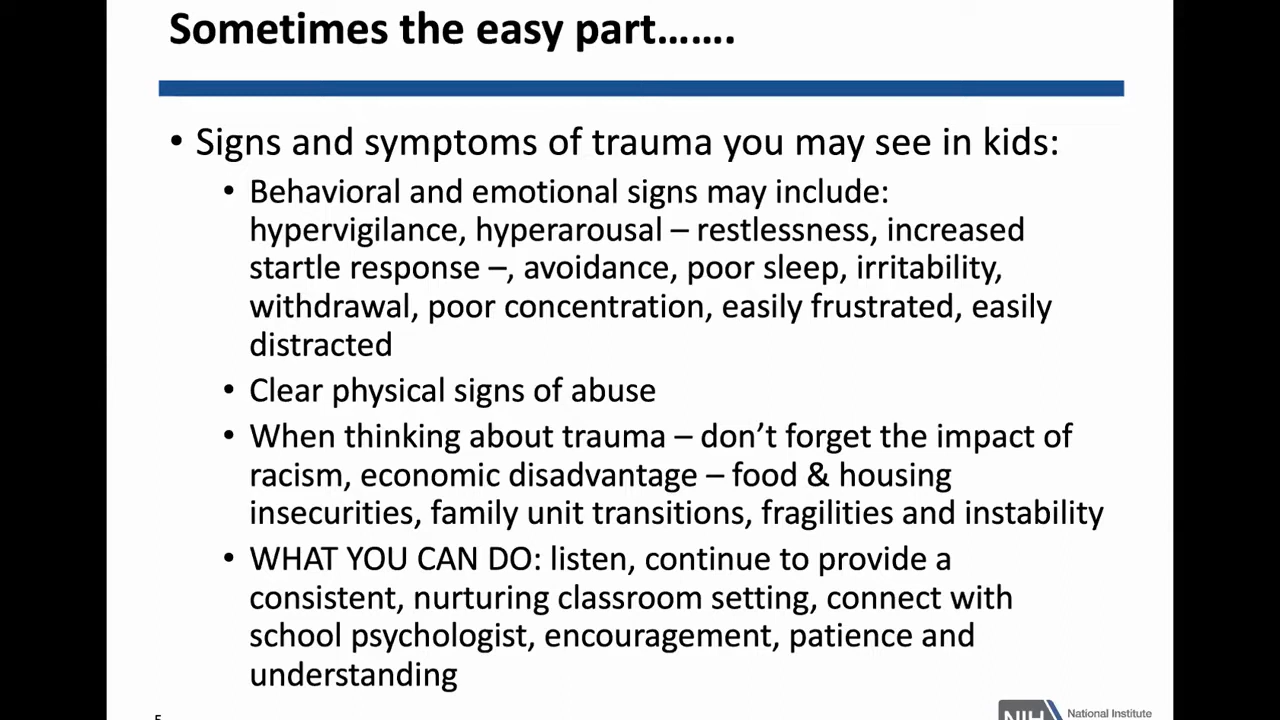 Sometimes the easy part.......
• Signs and symptoms of trauma you may see in kids:
• Behavioral and emotional signs may include:
hypervigilance, hyperarousal – restlessness, increased
startle response –, avoidance, poor sleep, irritability,
withdrawal, poor concentration, easily frustrated, easily
distracted
• Clear physical signs of abuse
• When thinking about trauma – don’t forget the impact of
racism, economic disadvantage – food & housing
insecurities, family unit transitions, fragilities and instability
• WHAT YOU CAN DO: listen, continue to provide a
consistent, nurturing classroom setting, connect with
school psychologist, encouragement, patience and
understanding
5
NIH
National Institute